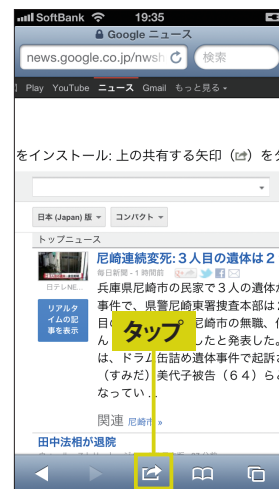 SoftBank 19:35
Google ニュース
news.google.co.jp/nwsh 検索
Play YouTube ニュース Gmail もっと見る
をインストール: 上の共有する矢印 () をタ
日本 (Japan) 版 コンパクト
トップニュース
尼崎連続変死: 3人目の遺体は2
毎日新聞 - 1 時間前
日テレNE...
兵庫県尼崎市の民家で3人の遺体が
リアルタイムの記事を表示
事件で、県警尼崎東署捜査本部は2
目の 尼崎市の無職、
タップ
ん したと発表した。
は、ドラム缶詰め遺体事件で起訴さ
(すみだ) 美代子被告 (64) らと
なってい ...
関連 尼崎市 »
田中法相が退院